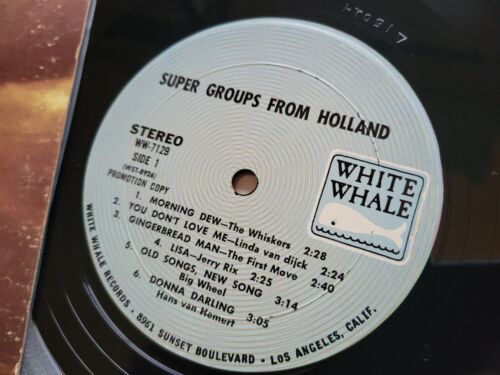 SUPER GROUPS FROM HOLLAND
STEREO
WW-7129
SIDE 1
(WST-8926)
PROMOTION COPY
WHITE
WHALE
1. MORNING DEW—The Whiskers 2:28
2. YOU DON'T LOVE ME—Linda van dijck 2:24
3. GINGERBREAD MAN—The First Move 2:40
4. LISA—Jerry Rix 2:25
5. OLD SONGS, NEW SONG 3:14
Big Wheel
6. DONNA DARLING 3:05
Hans van Hemert
WHITE WHALE RECORDS • 8961 SUNSET BOULEVARD • LOS ANGELES, CALIF.